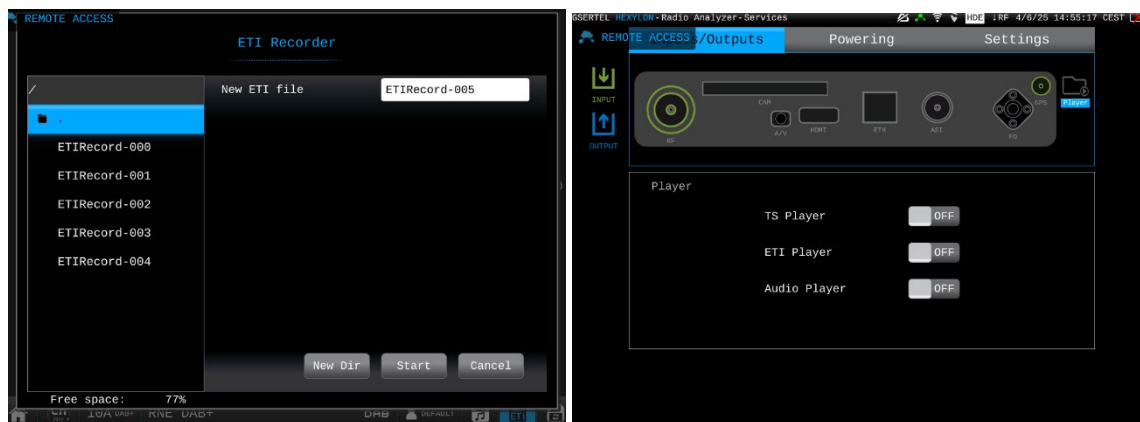 REMOTE ACCESS
ETI Recorder
/
New ETI file
ETIRecord-005
.
ETIRecord-000
ETIRecord-001
ETIRecord-002
ETIRecord-003
ETIRecord-004
New Dir
Start
Cancel
Free space: 77%
10A DAB+ RNE DAB+
DAB
DEFAULT
ETI
GSERTEL HEXYLON-Radio Analyzer-Services
HDE
RF 4/6/25 14:55:17 CEST
REMOTE ACCESS
s/Outputs
Powering
Settings
INPUT
OUTPUT
CAM
A/V
HDMI
ETH
ASI
FO
GPS
RF
Player
Player
TS Player
OFF
ETI Player
OFF
Audio Player
OFF